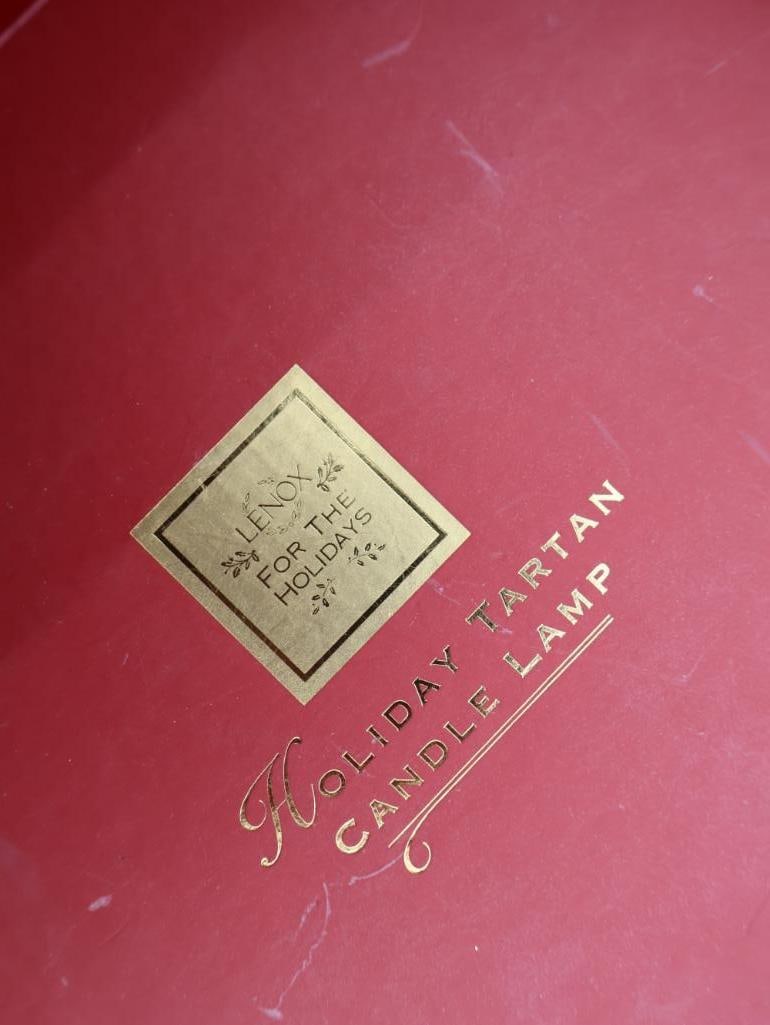 LENOX
FOR THE
HOLIDAYS
HOLIDAY TARTAN
CANDLE LAMP